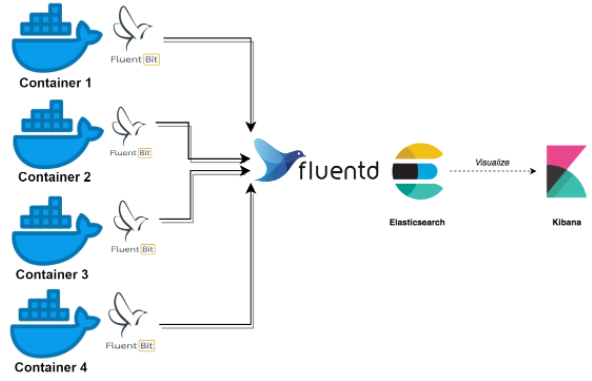 Fluent Bit
Container 1
Fluent Bit
Container 2
fluentd
Visualize
Elasticsearch
Kibana
Fluent Bit
Container 3
Fluent Bit
Container 4